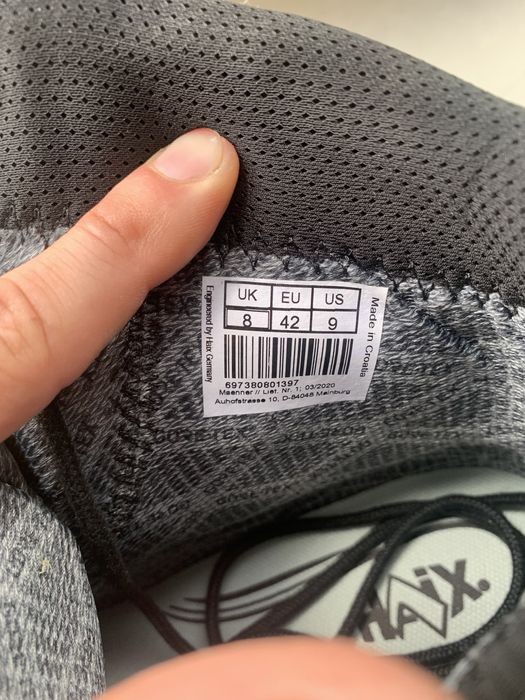 UK EU US
8 42 9
697380801397
Maenner // Lief. Nr. 1; 03/2020
Auhofstrasse 10, D-84048 Mainburg
Engineered by Haix Germany
Made in Croatia
HAiX.